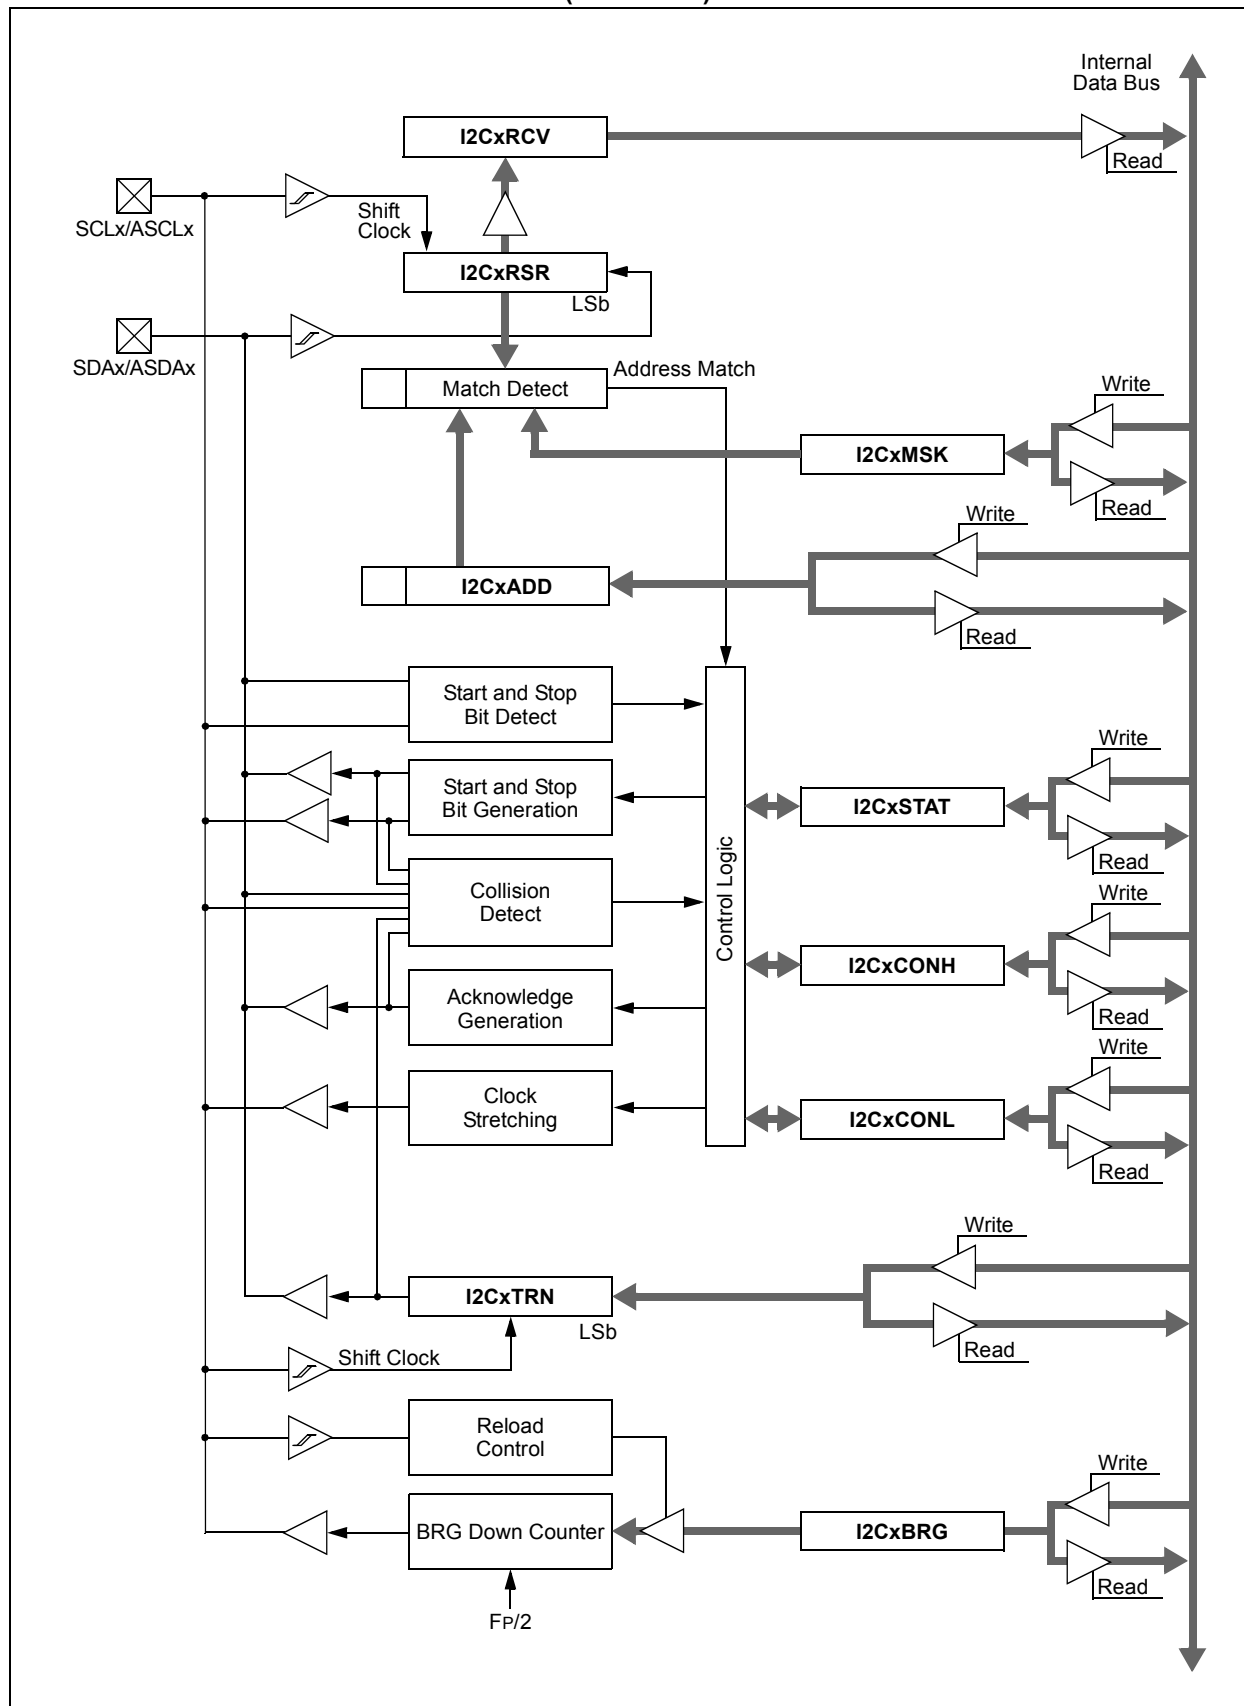 Internal
Data Bus
I2CxRCV
Read
SCLx/ASCLx
Shift
Clock
I2CxRSR
LSb
SDAx/ASDAx
Address Match
Match Detect
Write
I2CxMSK
Read
Write
I2CxADD
Read
Start and Stop
Bit Detect
Write
Start and Stop
Bit Generation
I2CxSTAT
Read
Control Logic
Collision
Detect
Write
I2CxCONH
Acknowledge
Generation
Read
Write
Clock
Stretching
I2CxCONL
Read
Write
I2CxTRN
LSb
Read
Shift Clock
Reload
Control
Write
BRG Down Counter
I2CxBRG
Read
FP/2